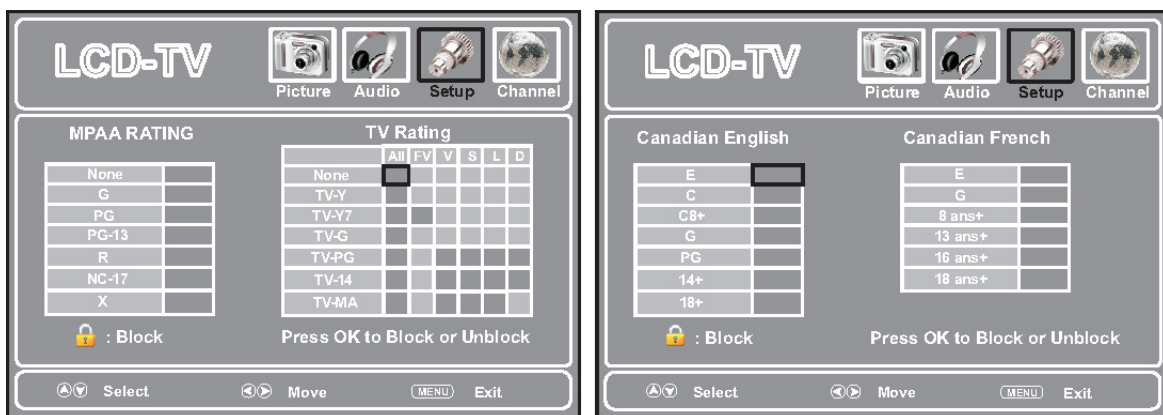 LCD-TV
Picture Audio Setup Channel
MPAA RATING
None
G
PG
PG-13
R
NC-17
X
TV Rating
All FV V S L D
None
TV-Y
TV-Y7
TV-G
TV-PG
TV-14
TV-MA
: Block
Press OK to Block or Unblock
Select Move MENU Exit
LCD-TV
Picture Audio Setup Channel
Canadian English
E
C
C8+
G
PG
14+
18+
Canadian French
E
G
8 ans+
13 ans+
16 ans+
18 ans+
: Block
Press OK to Block or Unblock
Select Move MENU Exit